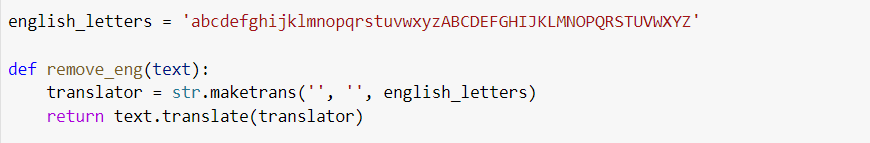 english_letters = 'abcdefghijklmnopqrstuvwxyzABCDEFGHIJKLMNOPQRSTUVWXYZ'
def remove_eng(text):
    translator = str.maketrans('', '', english_letters)
    return text.translate(translator)